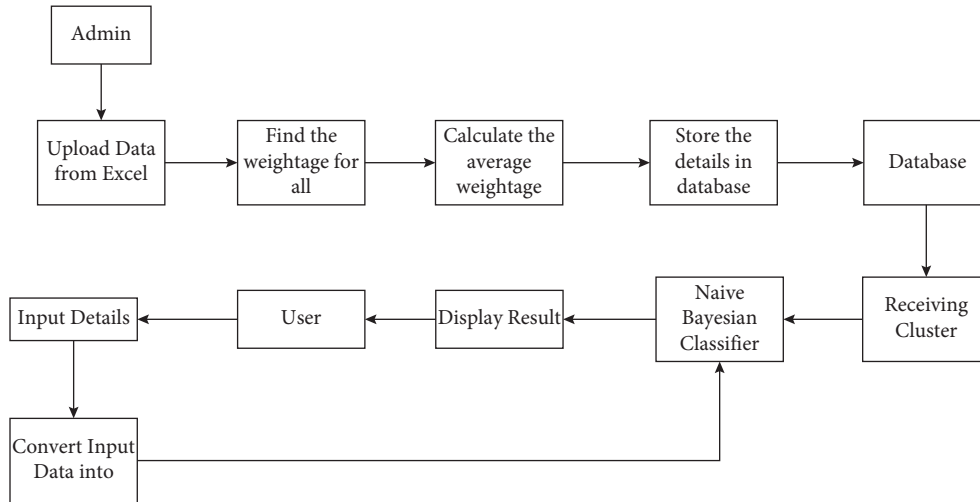 Admin
Upload Data
from Excel
Find the
weightage for
all
Calculate the
average
weightage
Store the
details in
database
Database
Input Details
User
Display Result
Naive
Bayesian
Classifier
Receiving
Cluster
Convert Input
Data into